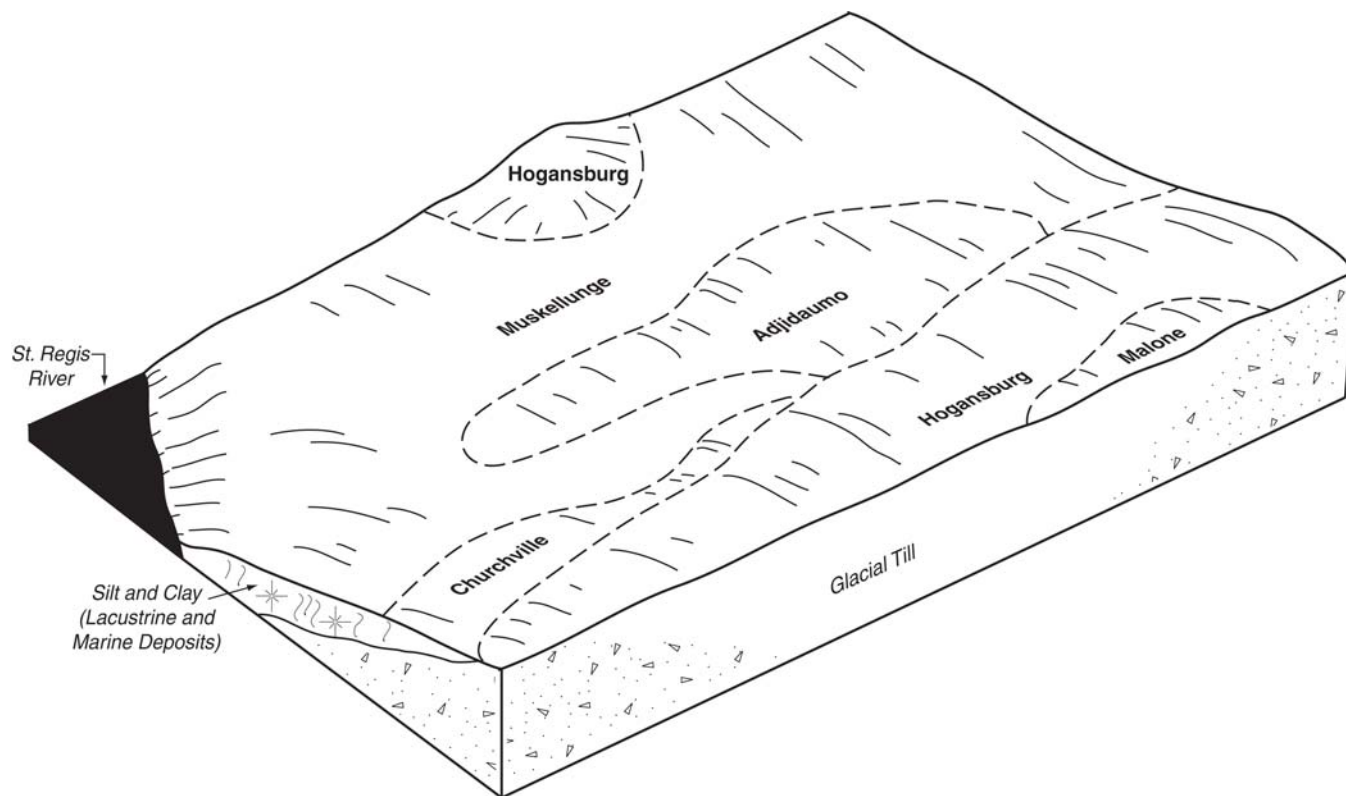 Hogansburg
Muskellunge
Adjidaumo
Malone
Hogansburg
St. Regis
River
Churchville
Silt and Clay
(Lacustrine and
Marine Deposits)
Glacial Till